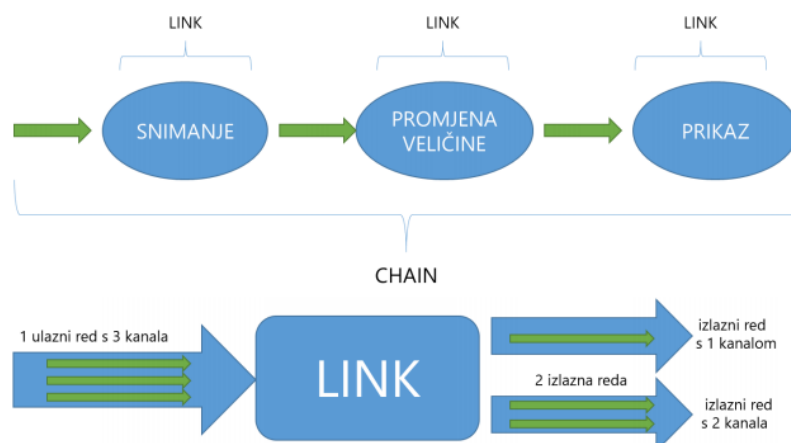 LINK
LINK
LINK
SNIMANJE
PROMJENA
VELIČINE
PRIKAZ
CHAIN
1 ulazni red s 3 kanala
LINK
izlazni red
s 1 kanalom
2 izlazna reda
izlazni red
s 2 kanala